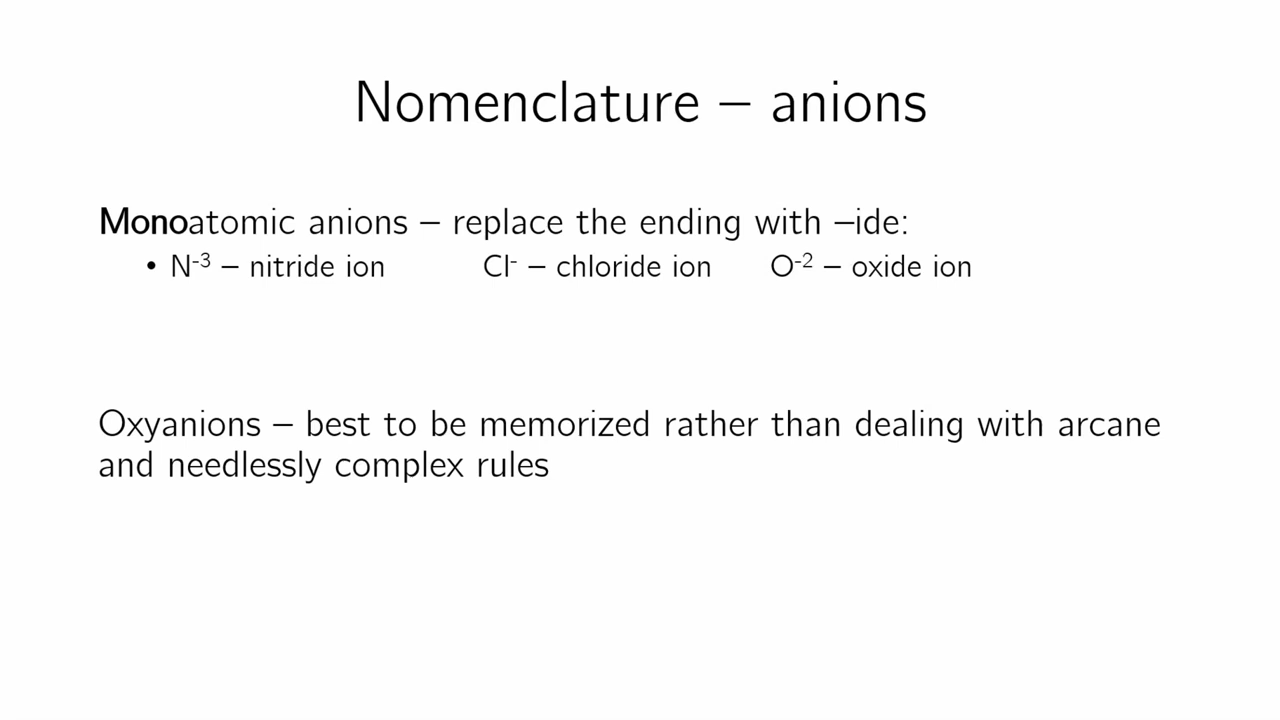 Nomenclature – anions
Monoatomic anions – replace the ending with –ide:
• N⁻³ – nitride ion Cl⁻ – chloride ion O⁻² – oxide ion
Oxyanions – best to be memorized rather than dealing with arcane
and needlessly complex rules